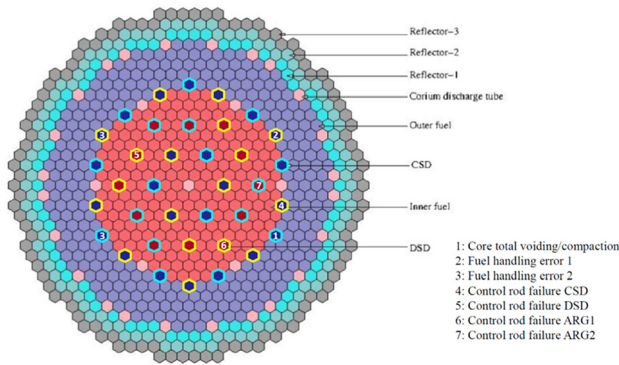 Reflector-3
Reflector-2
Reflector-1
Corium discharge tube
Outer fuel
CSD
Inner fuel
DSD
3
2
5
7
4
3
1
6
1: Core total voiding/compaction
2: Fuel handling error 1
3: Fuel handling error 2
4: Control rod failure CSD
5: Control rod failure DSD
6: Control rod failure ARG1
7: Control rod failure ARG2